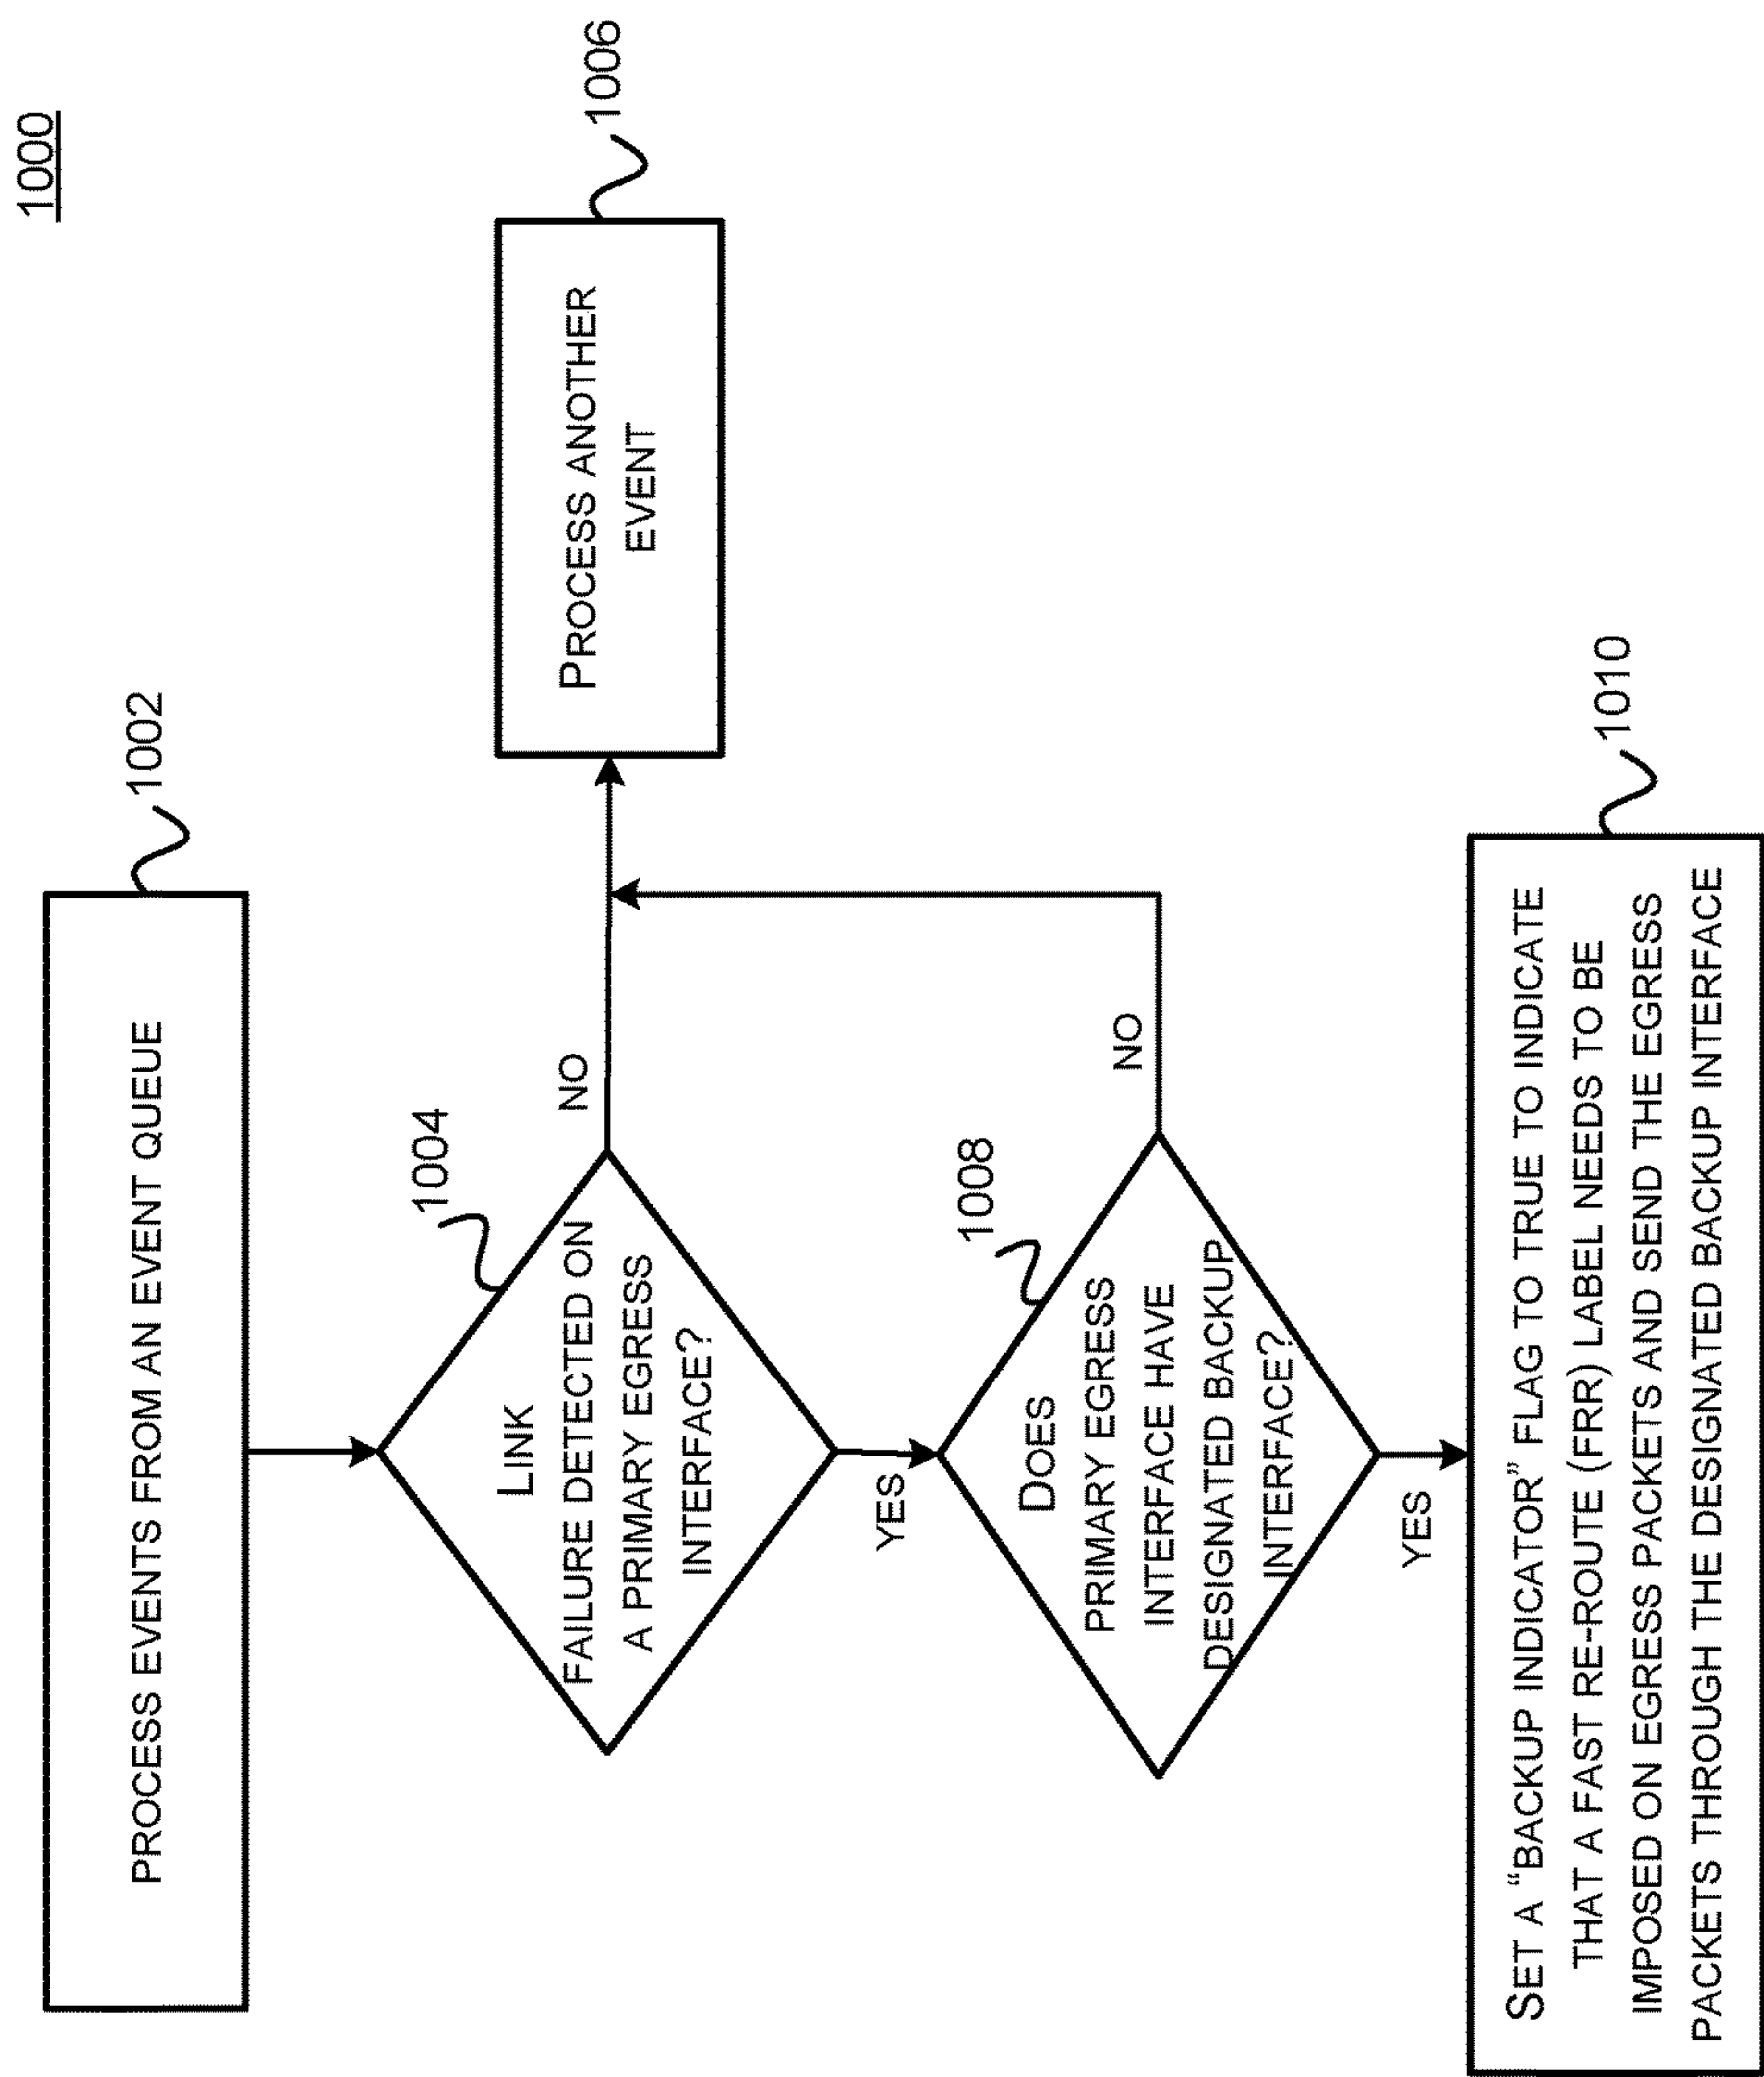 1000
PROCESS EVENTS FROM AN EVENT QUEUE
1002
LINK
FAILURE DETECTED ON
A PRIMARY EGRESS
INTERFACE?
1004
NO
YES
PROCESS ANOTHER
EVENT
1006
DOES
PRIMARY EGRESS
INTERFACE HAVE
DESIGNATED BACKUP
INTERFACE?
1008
NO
YES
SET A “BACKUP INDICATOR” FLAG TO TRUE TO INDICATE
THAT A FAST RE-ROUTE (FRR) LABEL NEEDS TO BE
IMPOSED ON EGRESS PACKETS AND SEND THE EGRESS
PACKETS THROUGH THE DESIGNATED BACKUP INTERFACE
1010